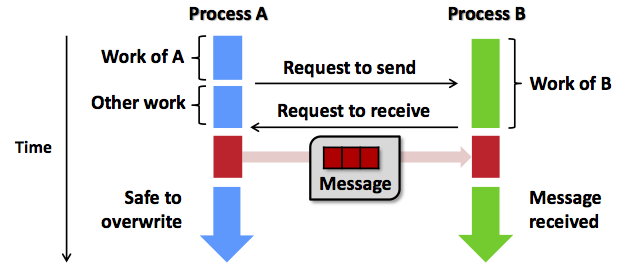 Process A
Process B
Work of A
Request to send
Other work
Work of B
Request to receive
Time
Message
Safe to
overwrite
Message
received